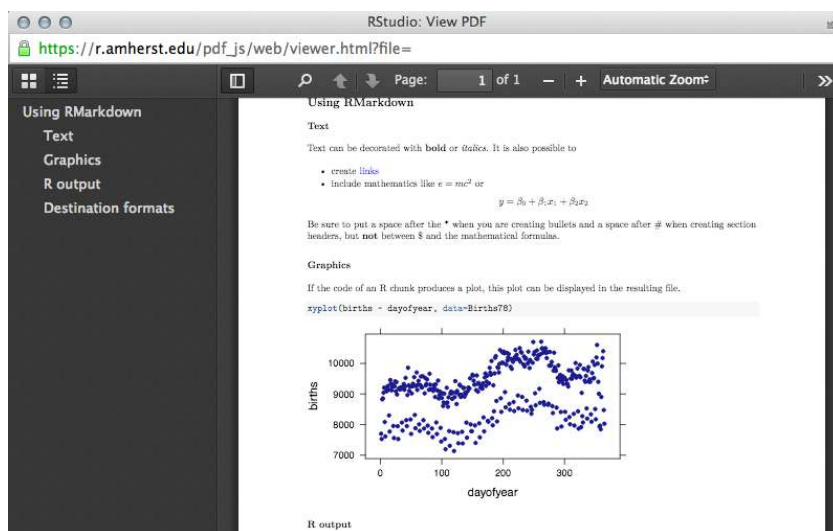 RStudio: View PDF
https://r.amherst.edu/pdf_js/web/viewer.html?file=
Page: 1 of 1 − + Automatic Zoom
Using RMarkdown
Text
Graphics
R output
Destination formats
Using RMarkdown
Text
Text can be decorated with bold or italics. It is also possible to
• create links
• include mathematics like e = mc² or
y = β₀ + β₁x₁ + β₂x₂
Be sure to put a space after the * when you are creating bullets and a space after # when creating section
headers, but not between $ and the mathematical formulas.
Graphics
If the code of an R chunk produces a plot, this plot can be displayed in the resulting file.
xyplot(births ~ dayofyear, data=Births78)
births
10000
9000
8000
7000
0 100 200 300
dayofyear
R output